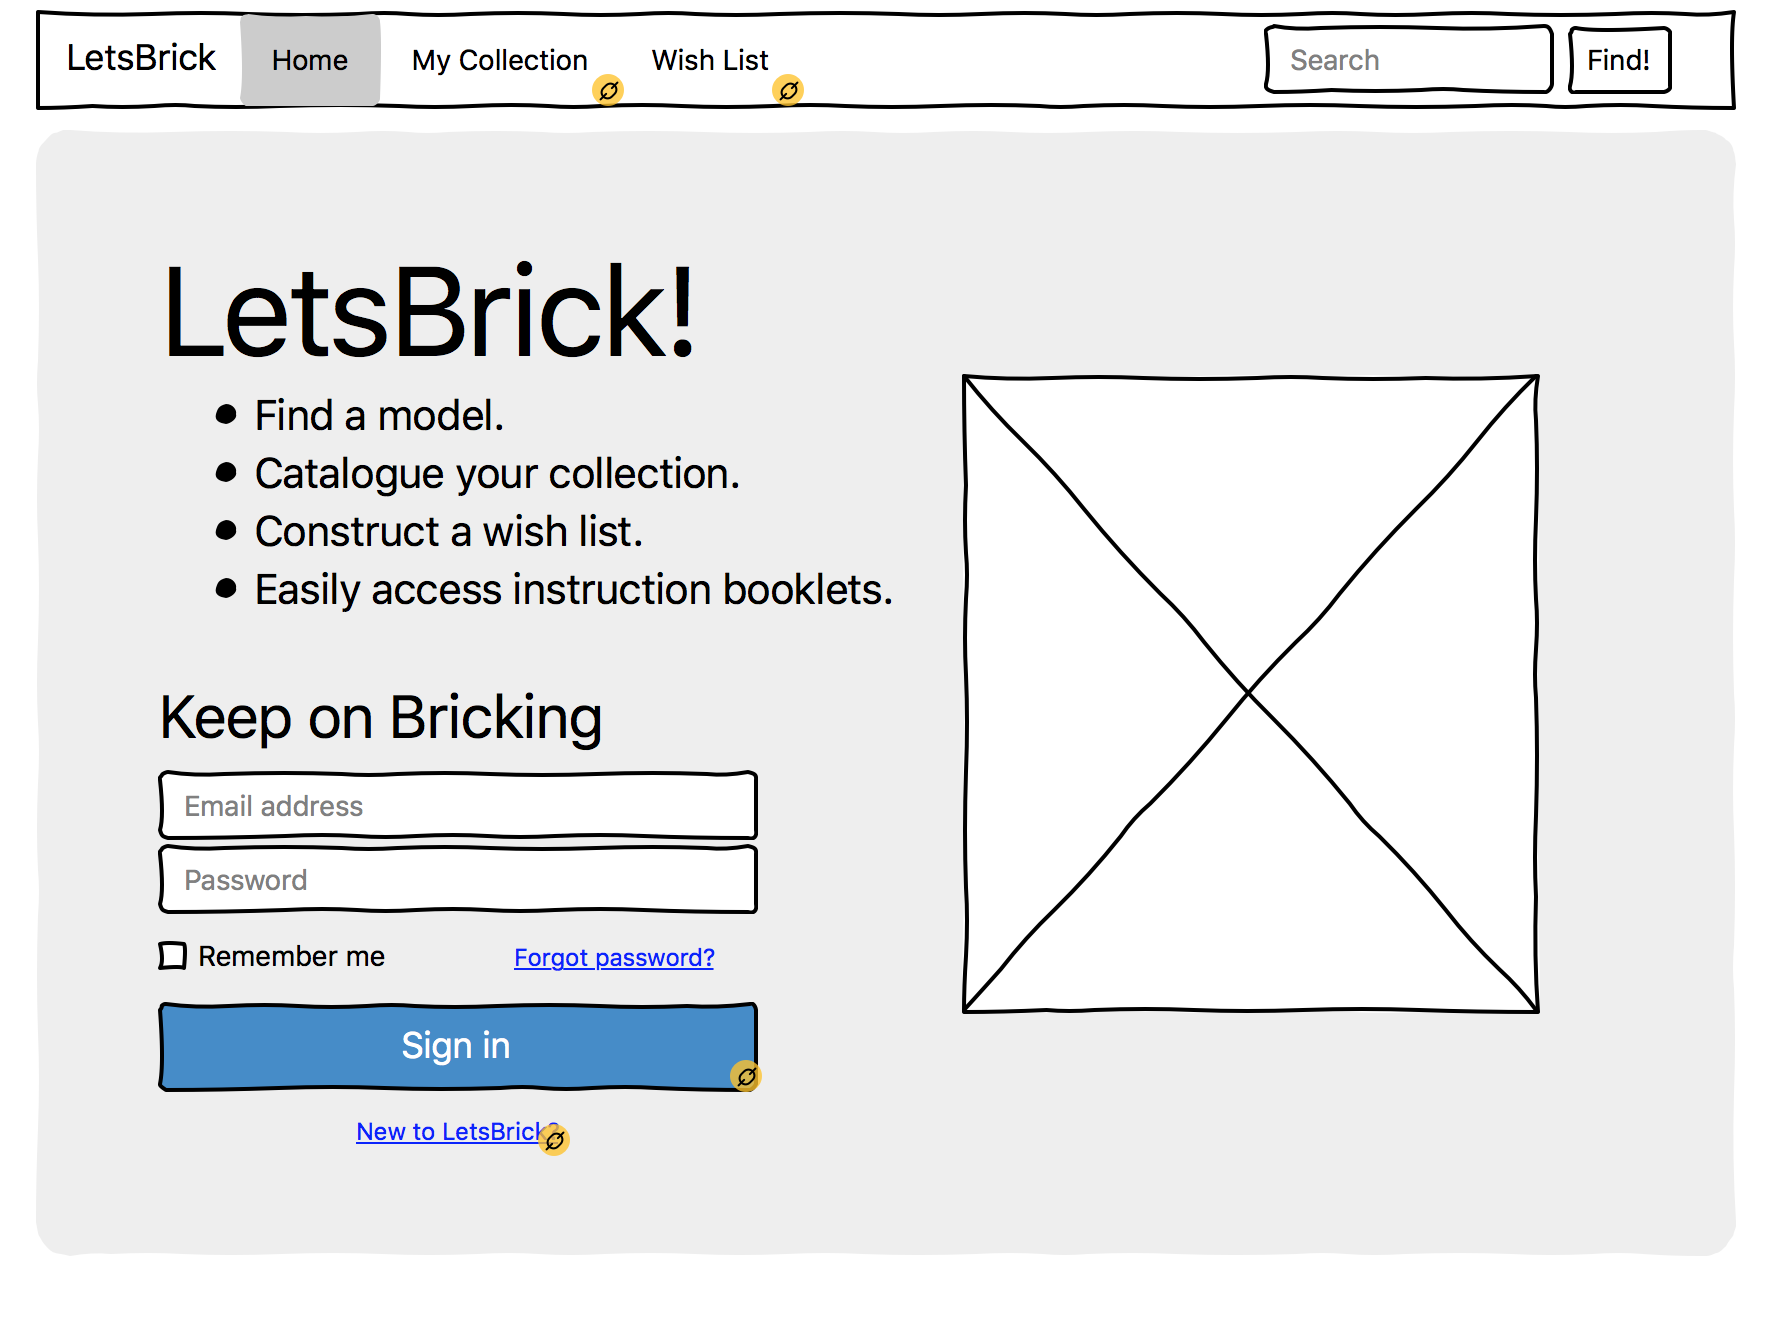 LetsBrick Home My Collection Wish List Search Find!
LetsBrick!
Find a model.
Catalogue your collection.
Construct a wish list.
Easily access instruction booklets.
Keep on Bricking
Email address
Password
Remember me Forgot password?
Sign in
New to LetsBrick?